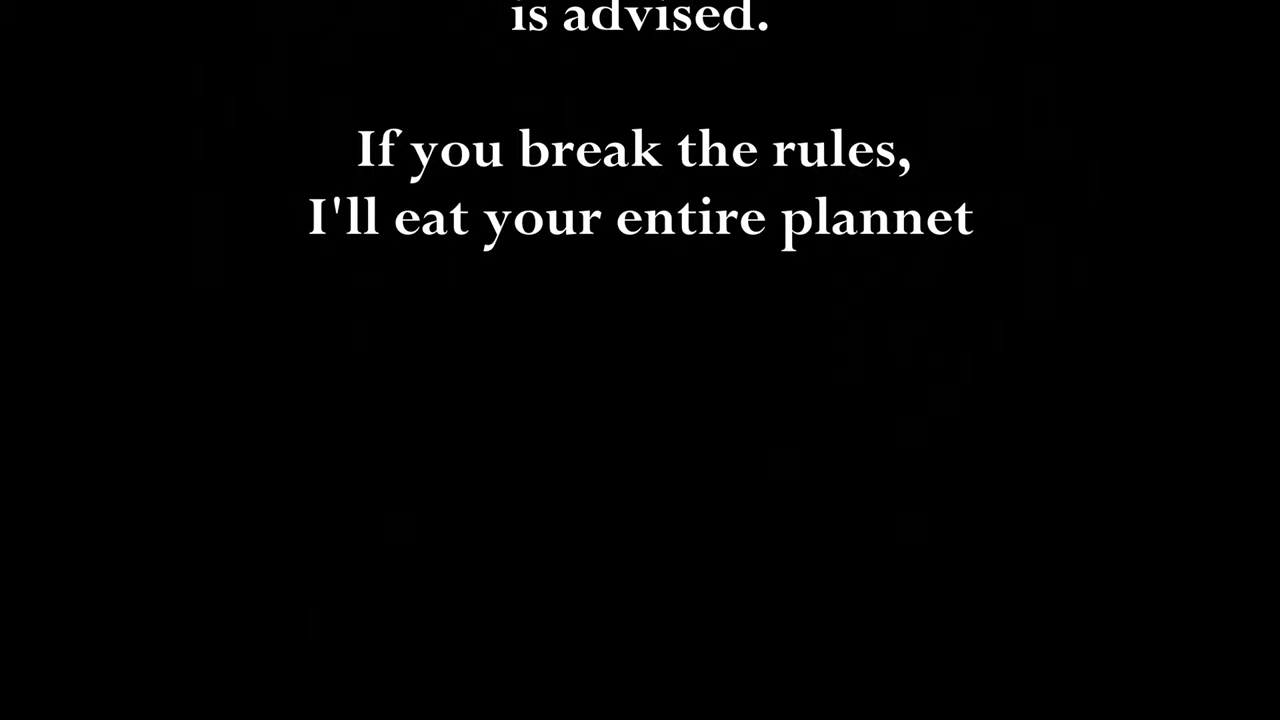 is advised.
If you break the rules,
I'll eat your entire plannet